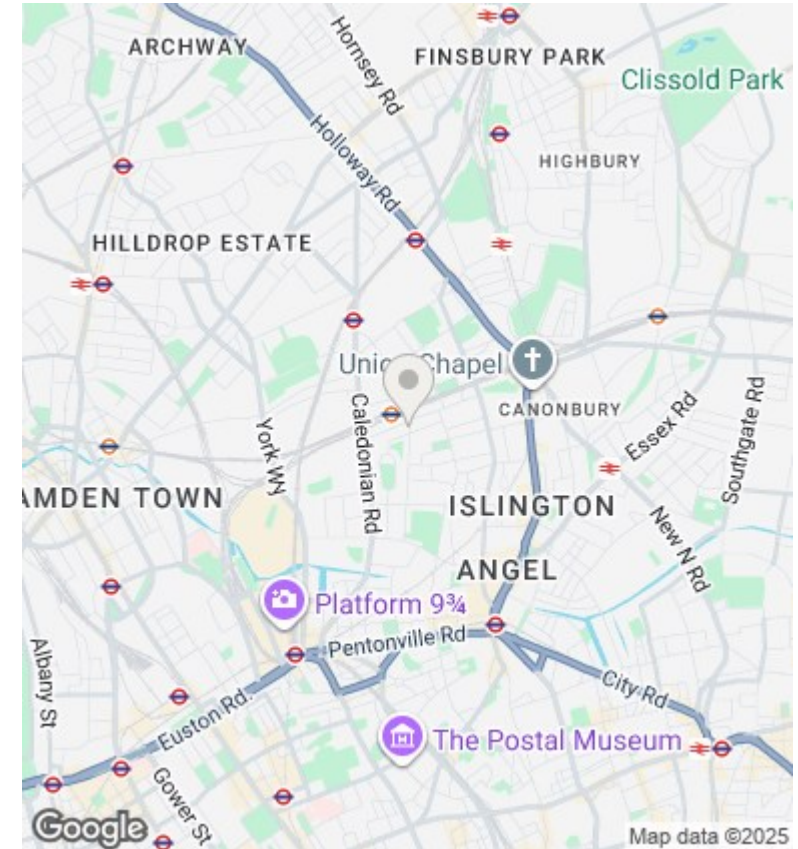 ARCHWAY
Hornsey Rd
FINSBURY PARK
Clissold Park
Holloway Rd
HIGHBURY
HILLDROP ESTATE
Chapel
CANONBURY
Essex Rd
Southgate Rd
York Wy
Caledonian Rd
AMDEN TOWN
ISLINGTON
New N Rd
ANGEL
Platform 9¾
Pentonville Rd
Albany St
City Rd
Euston Rd
The Postal Museum
Gower St
Google
Map data ©2025